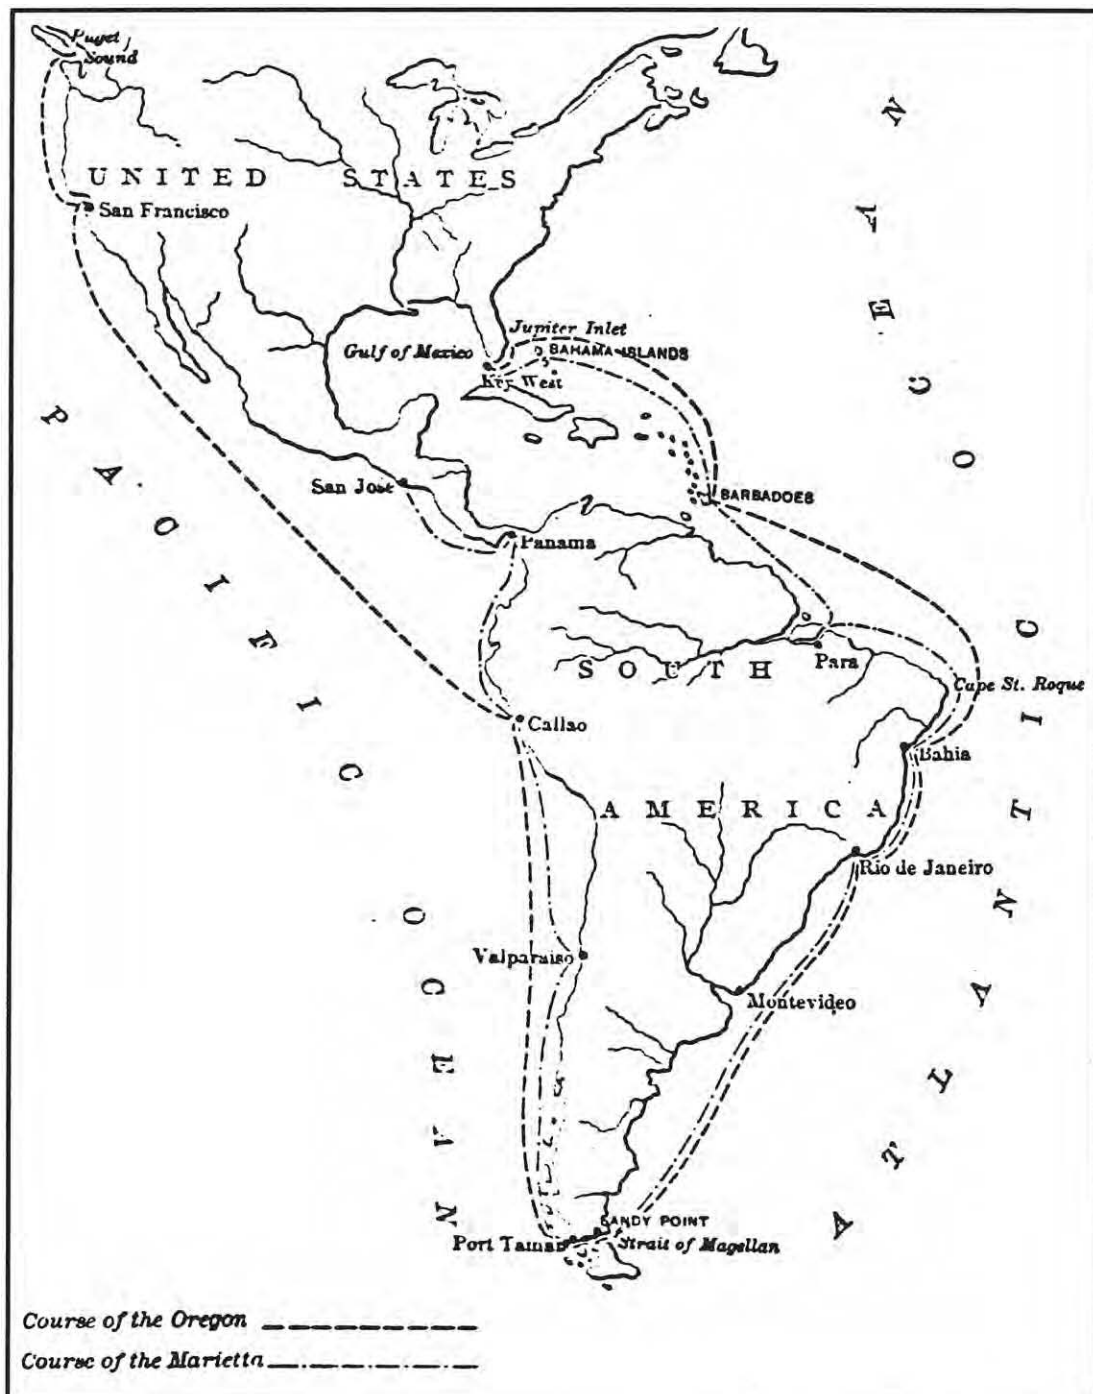 Puget
Sound
UNITED STATES
San Francisco
Jupiter Inlet
Gulf of Mexico
BAHAMA ISLANDS
Key West
San José
BARBADOES
Panama
SOUTH
Para
Cape St. Roque
Callao
Bahia
AMERICA
Rio de Janeiro
Valparaiso
Montevideo
SANDY POINT
Port Tamar
Strait of Magellan
PACIFIC OCEAN
ATLANTIC OCEAN
Course of the Oregon
Course of the Marietta